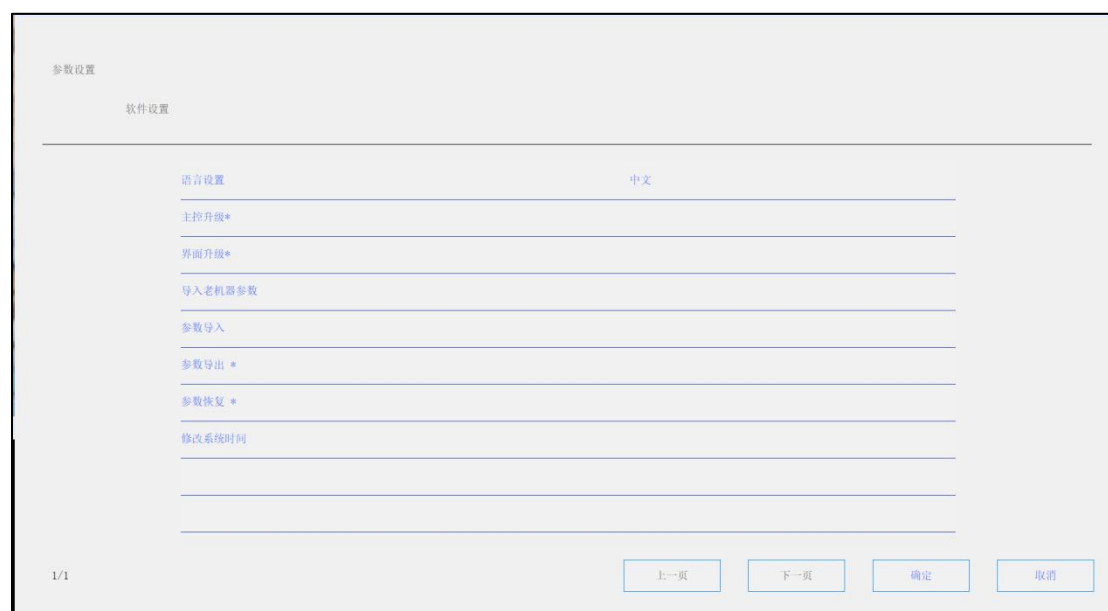 参数设置
软件设置
语言设置 中文
主控升级*
界面升级*
导入老机器参数
参数导入
参数导出 *
参数恢复 *
修改系统时间
1/1 上一页 下一页 确定 取消